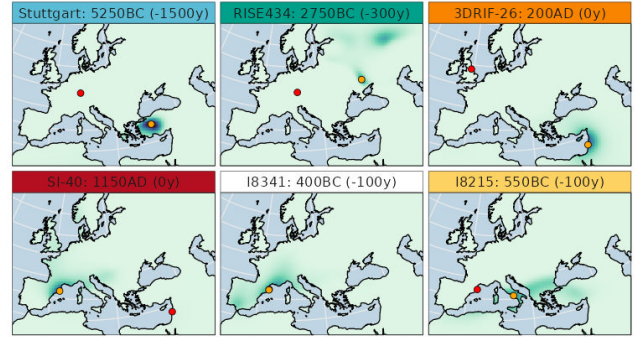 Stuttgart: 5250BC (-1500y)
RISE434: 2750BC (-300y)
3DRIF-26: 200AD (0y)
SI-40: 1150AD (0y)
I8341: 400BC (-100y)
I8215: 550BC (-100y)